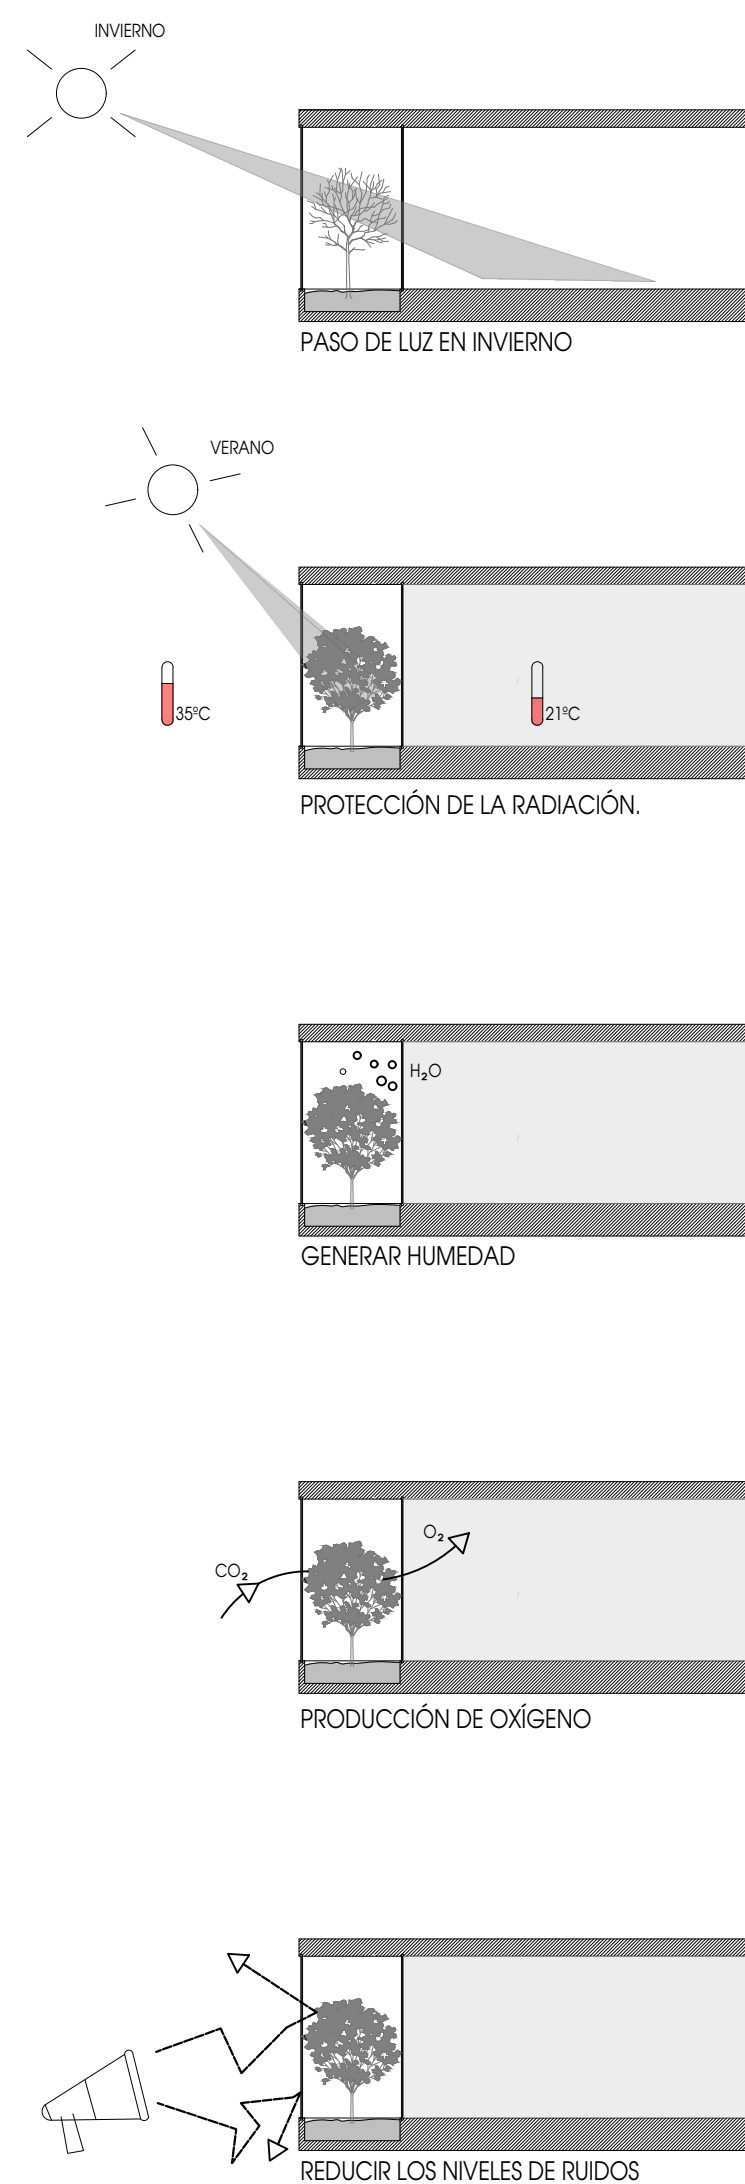 INVIERNO
PASO DE LUZ EN INVIERNO
VERANO
35ºC
21ºC
PROTECCIÓN DE LA RADIACIÓN.
H₂O
GENERAR HUMEDAD
O₂
CO₂
PRODUCCIÓN DE OXÍGENO
REDUCIR LOS NIVELES DE RUIDOS